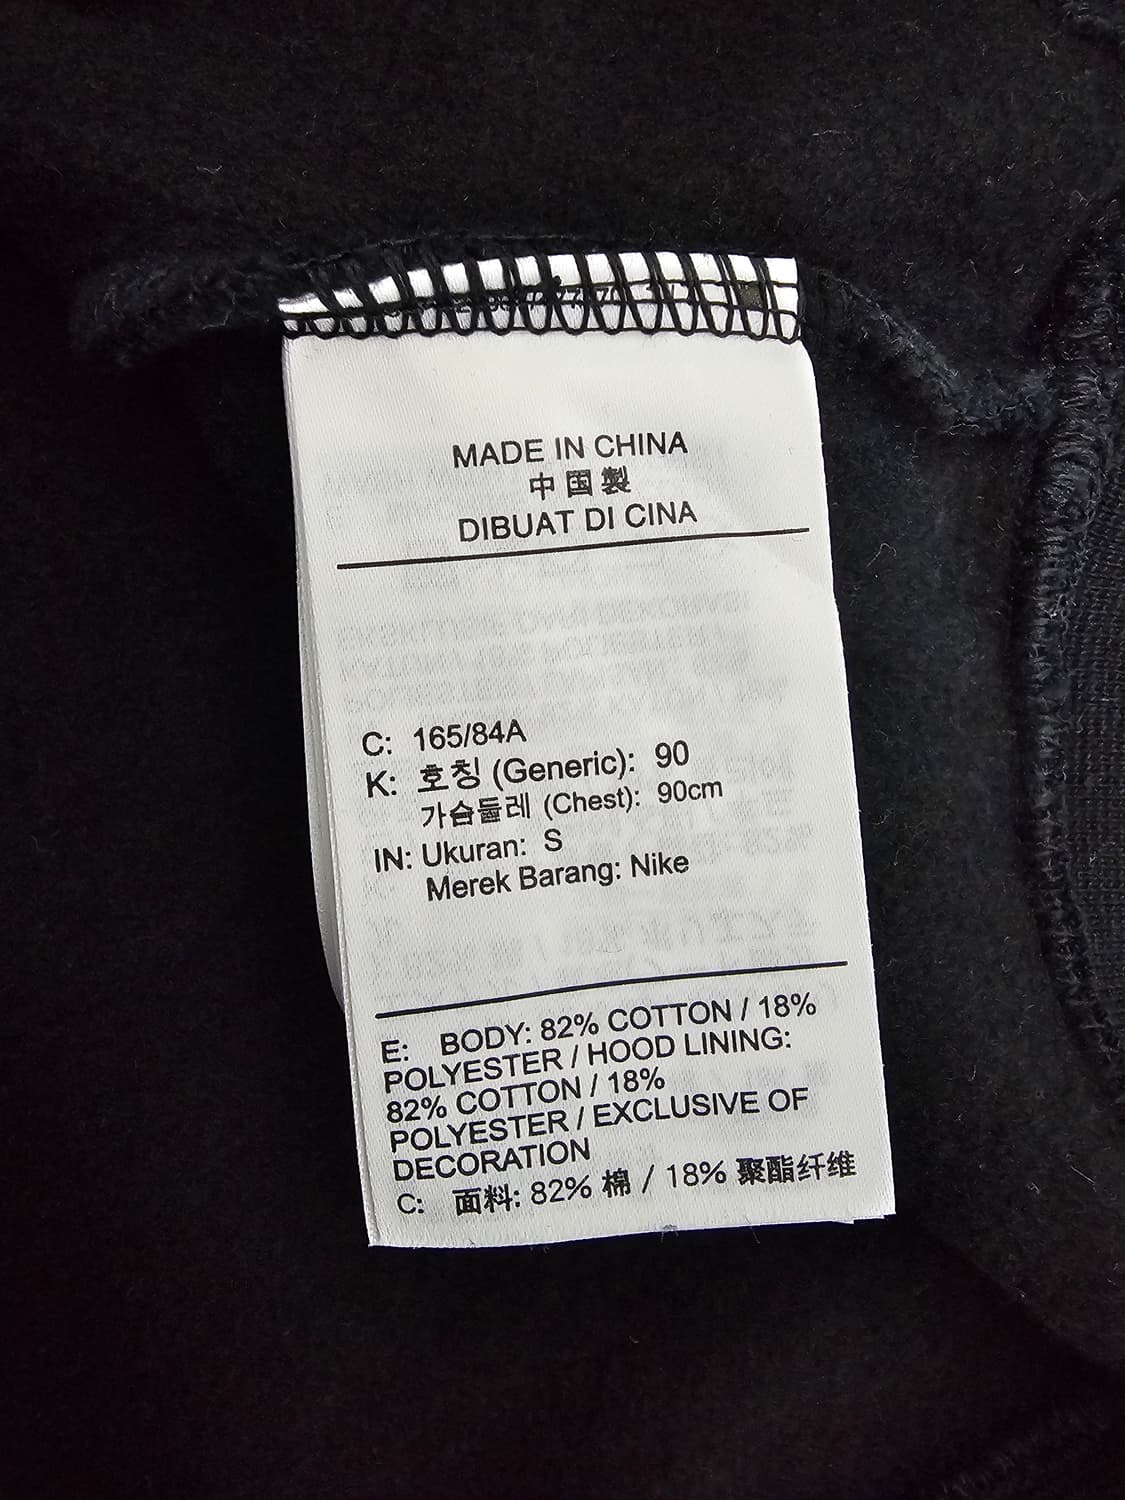 MADE IN CHINA
中国製
DIBUAT DI CINA
C: 165/84A
K: 호칭 (Generic): 90
가슴둘레 (Chest): 90cm
IN: Ukuran: S
Merek Barang: Nike
E: BODY: 82% COTTON / 18%
POLYESTER / HOOD LINING:
82% COTTON / 18%
POLYESTER / EXCLUSIVE OF
DECORATION
C: 面料: 82% 棉 / 18% 聚酯纤维